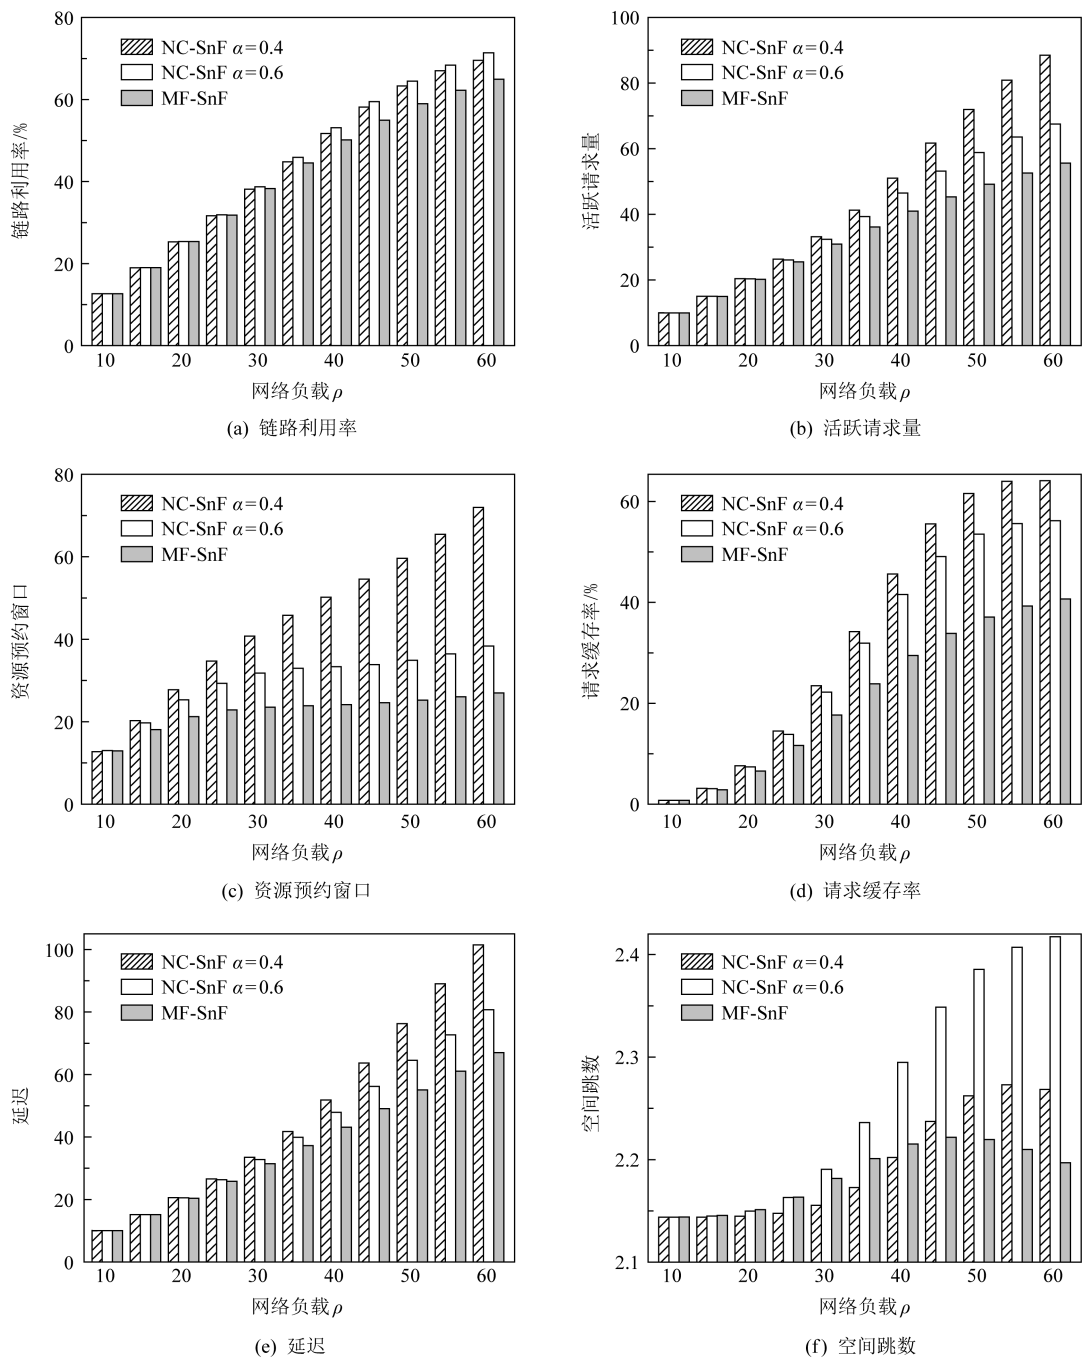 80
60
40
20
0
链路利用率/%
NC-SnF α=0.4
NC-SnF α=0.6
MF-SnF
10 20 30 40 50 60
网络负载ρ
(a) 链路利用率
100
80
60
40
20
0
活跃请求量
NC-SnF α=0.4
NC-SnF α=0.6
MF-SnF
10 20 30 40 50 60
网络负载ρ
(b) 活跃请求量
80
60
40
20
0
资源预约窗口
NC-SnF α=0.4
NC-SnF α=0.6
MF-SnF
10 20 30 40 50 60
网络负载ρ
(c) 资源预约窗口
60
40
20
0
请求缓存率/%
NC-SnF α=0.4
NC-SnF α=0.6
MF-SnF
10 20 30 40 50 60
网络负载ρ
(d) 请求缓存率
100
80
60
40
20
0
延迟
NC-SnF α=0.4
NC-SnF α=0.6
MF-SnF
10 20 30 40 50 60
网络负载ρ
(e) 延迟
2.4
2.3
2.2
2.1
空间跳数
NC-SnF α=0.4
NC-SnF α=0.6
MF-SnF
10 20 30 40 50 60
网络负载ρ
(f) 空间跳数